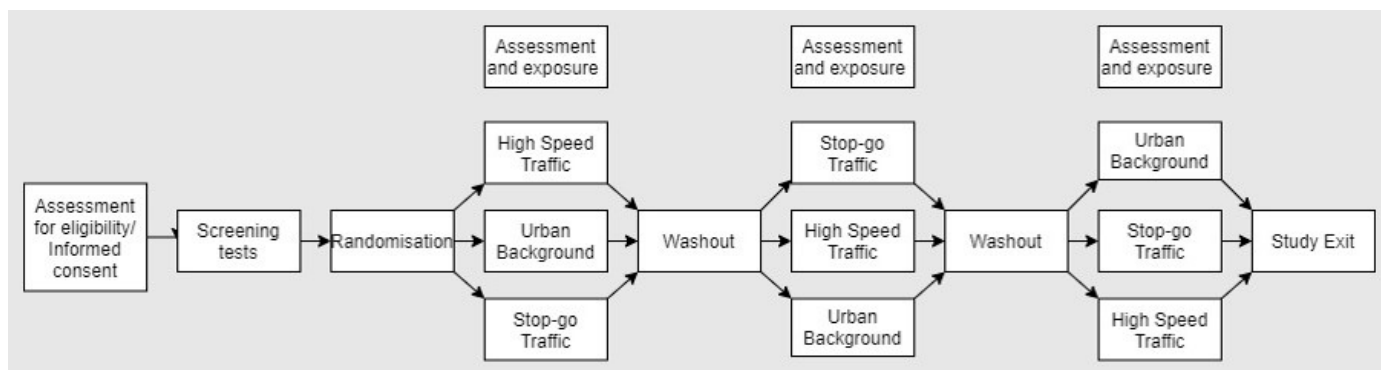 Assessment
and exposure
Assessment
and exposure
Assessment
and exposure
High Speed
Traffic
Stop-go
Traffic
Urban
Background
Assessment
for eligibility/
Informed
consent
Screening
tests
Randomisation
Urban
Background
Washout
High Speed
Traffic
Washout
Stop-go
Traffic
Study Exit
Stop-go
Traffic
Urban
Background
High Speed
Traffic